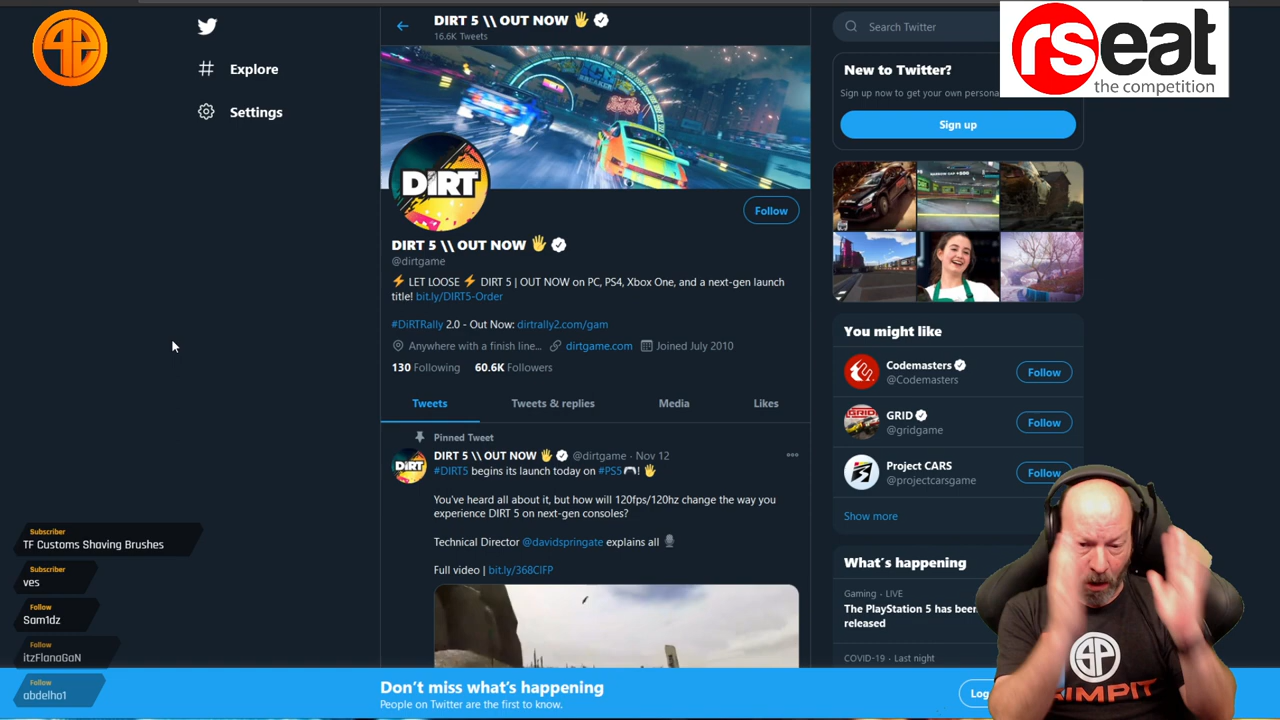 Explore
Settings
DIRT 5 \\ OUT NOW 🖐
16.6K Tweets
ICE
BREAKER
DIRT
Follow
DIRT 5 \\ OUT NOW 🖐
@dirtgame
⚡ LET LOOSE ⚡ DIRT 5 | OUT NOW on PC, PS4, Xbox One, and a next-gen launch
title! bit.ly/DIRT5-Order
#DiRTRally 2.0 - Out Now: dirtrally2.com/gam
Anywhere with a finish line... dirtgame.com Joined July 2010
130 Following 60.6K Followers
Tweets Tweets & replies Media Likes
Pinned Tweet
DIRT
DIRT 5 \\ OUT NOW 🖐 @dirtgame · Nov 12
#DIRT5 begins its launch today on #PS5🎮! 🖐
You've heard all about it, but how will 120fps/120hz change the way you
experience DIRT 5 on next-gen consoles?
Technical Director @davidspringate explains all 🎙
Full video | bit.ly/368CIFP
Search Twitter
rseat
the competition
New to Twitter?
Sign up now to get your own persona
Sign up
You might like
Codemasters
@Codemasters
Follow
GRID
GRID
@gridgame
Follow
Project CARS
@projectcarsgame
Follow
Show more
What's happening
Gaming · LIVE
The PlayStation 5 has been
released
COVID-19 · Last night
Subscriber
TF Customs Shaving Brushes
Subscriber
ves
Follow
Sam1dz
Follow
itzFlanaGaN
Follow
abdelho1
Don't miss what's happening
People on Twitter are the first to know.
Log
IMPIT